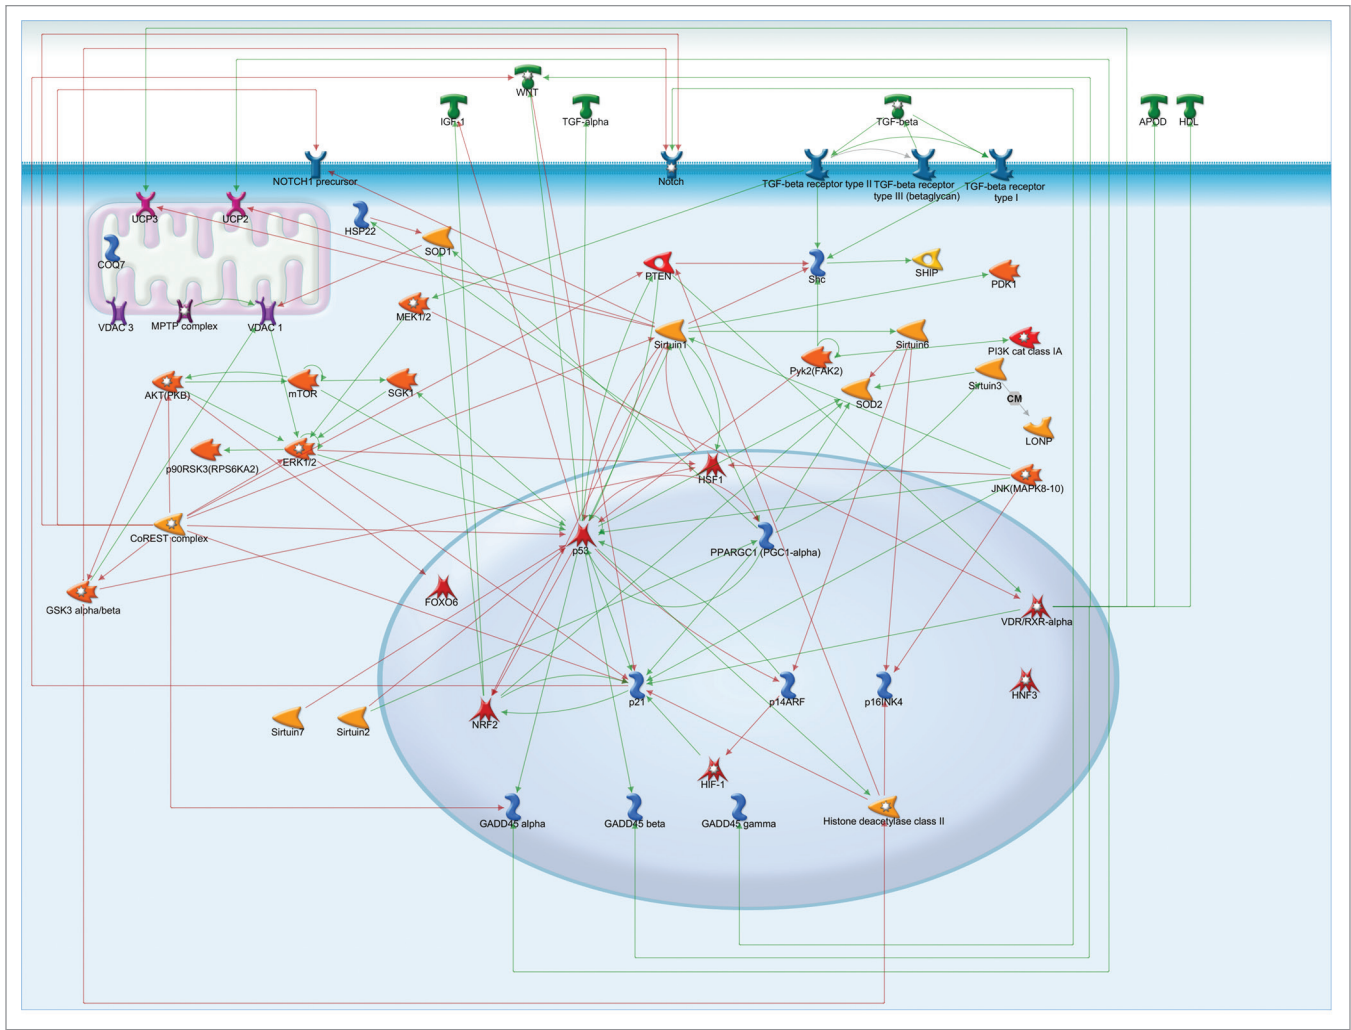 WNT
IGF-1
TGF-alpha
TGF-beta
APOD
HDL
NOTCH1 precursor
Notch
TGF-beta receptor type II
TGF-beta receptor
type III (betaglycan)
TGF-beta receptor
type I
UCP3
UCP2
HSP22
SOD1
COQ7
PTEN
Shc
SHIP
PDK1
VDAC 3
MPTP complex
VDAC 1
MEK1/2
Sirtuin1
Sirtuin6
PI3K cat class IA
Pyk2(FAK2)
Sirtuin3
AKT(PKB)
mTOR
SGK1
SOD2
CM
LONP
p90RSK3(RPS6KA2)
ERK1/2
HSF1
JNK(MAPK8-10)
CoREST complex
p53
PPARGC1 (PGC1-alpha)
GSK3 alpha/beta
FOXO6
VDR/RXR-alpha
p21
p14ARF
p16INK4
HNF3
Sirtuin7
Sirtuin2
NRF2
HIF-1
GADD45 alpha
GADD45 beta
GADD45 gamma
Histone deacetylase class II